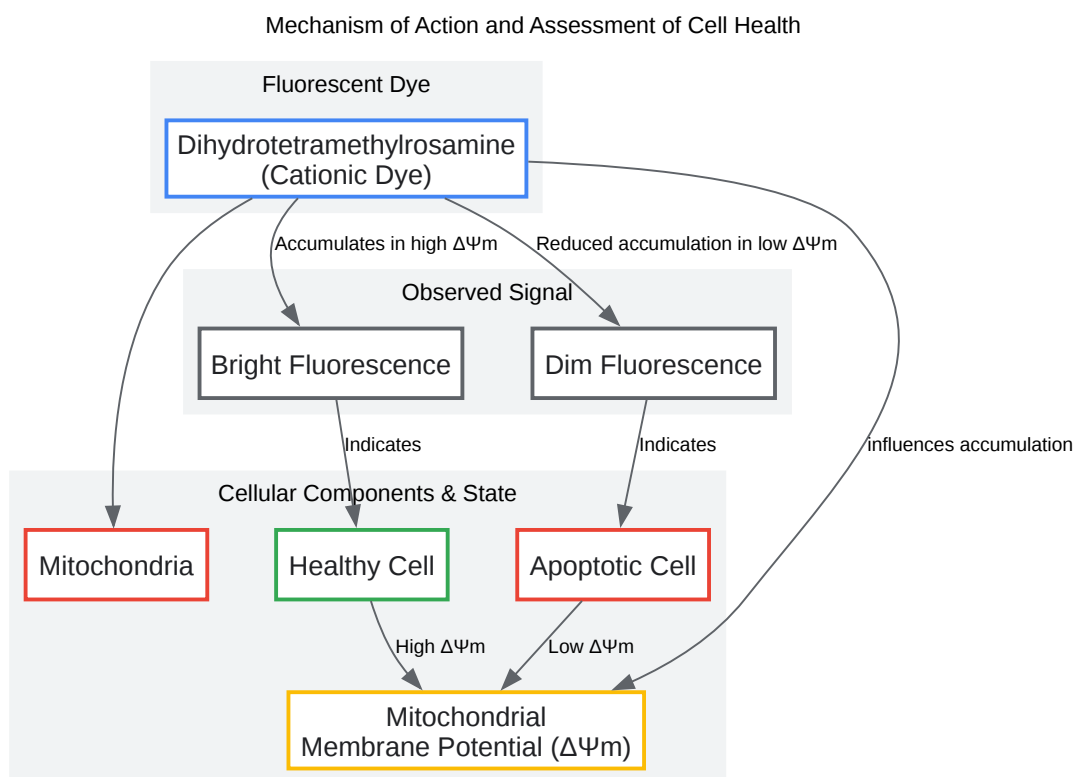 Mechanism of Action and Assessment of Cell Health
Fluorescent Dye
Dihydrotetramethylrosamine
(Cationic Dye)
Accumulates in high ΔΨm
Reduced accumulation in low ΔΨm
Observed Signal
Bright Fluorescence
Dim Fluorescence
Indicates
Indicates
influences accumulation
Cellular Components & State
Mitochondria
Healthy Cell
Apoptotic Cell
High ΔΨm
Low ΔΨm
Mitochondrial
Membrane Potential (ΔΨm)